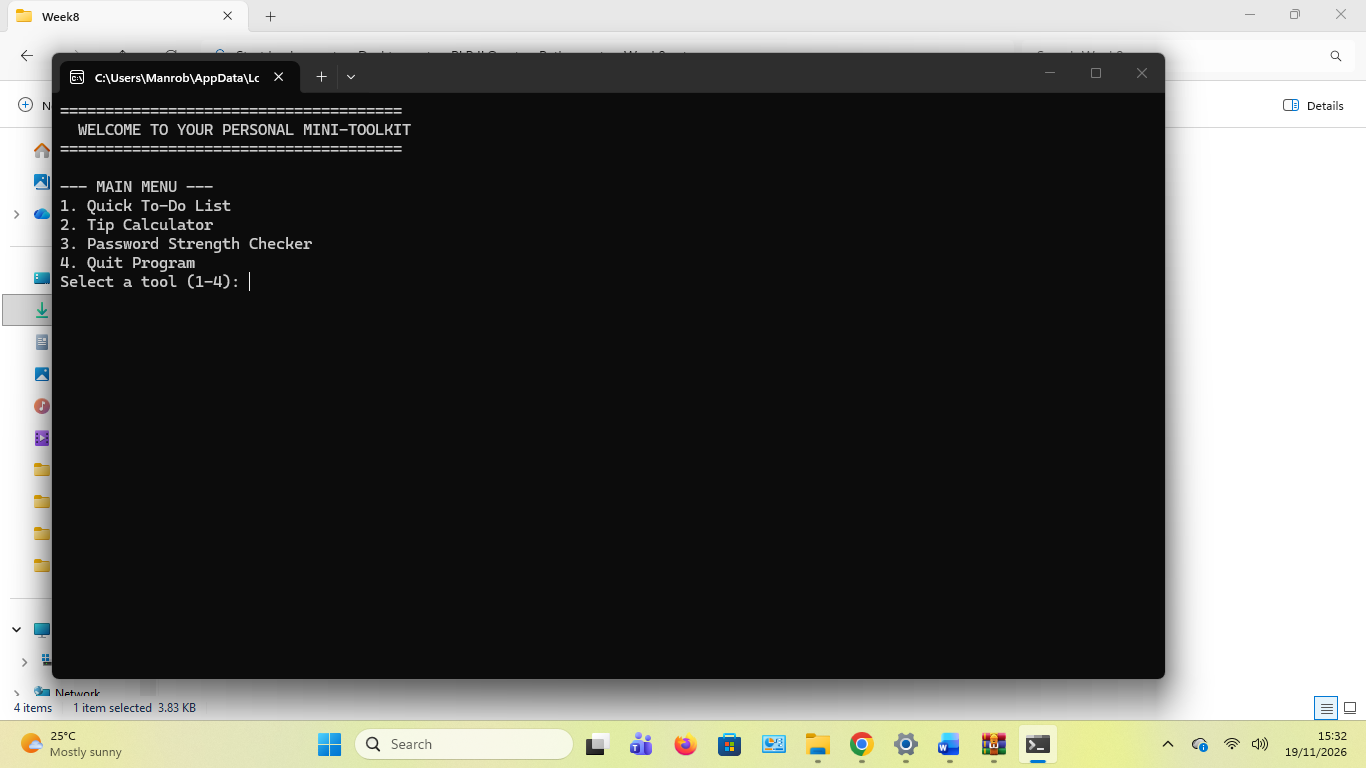 Week8
C:\Users\Manrob\AppData\Lo
Details
=====================================
WELCOME TO YOUR PERSONAL MINI-TOOLKIT
=====================================
--- MAIN MENU ---
1. Quick To-Do List
2. Tip Calculator
3. Password Strength Checker
4. Quit Program
Select a tool (1-4):
Network
4 items
1 item selected 3.83 KB
25°C
Mostly sunny
Search
15:32
19/11/2026